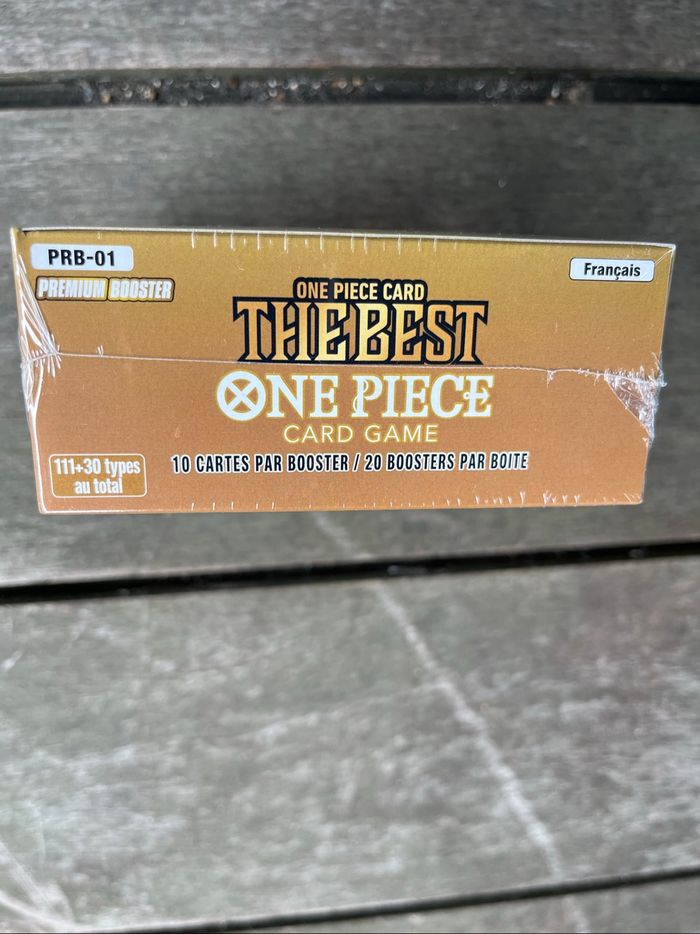 PRB-01
Français
PREMIUM BOOSTER
ONE PIECE CARD
THE BEST
ONE PIECE
CARD GAME
111+30 types
au total
10 CARTES PAR BOOSTER / 20 BOOSTERS PAR BOITE